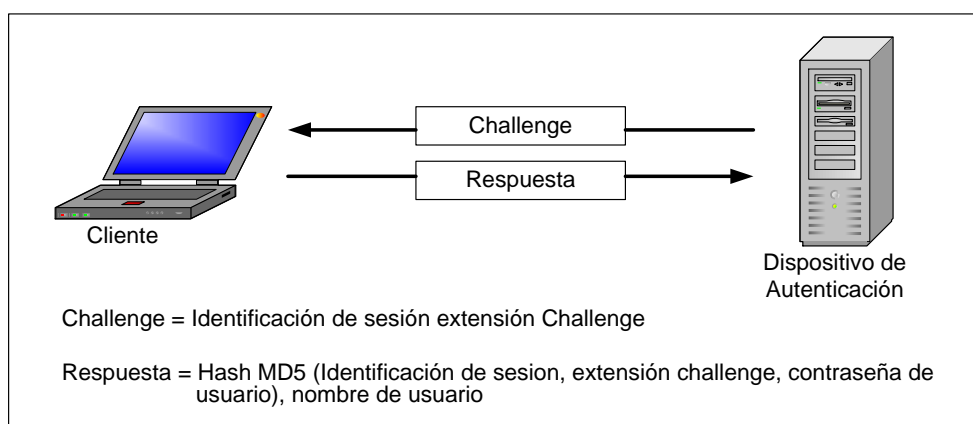 Challenge
Respuesta
Cliente
Dispositivo de
Autenticación
Challenge = Identificación de sesión extensión Challenge
Respuesta = Hash MD5 (Identificación de sesion, extensión challenge, contraseña de
usuario), nombre de usuario